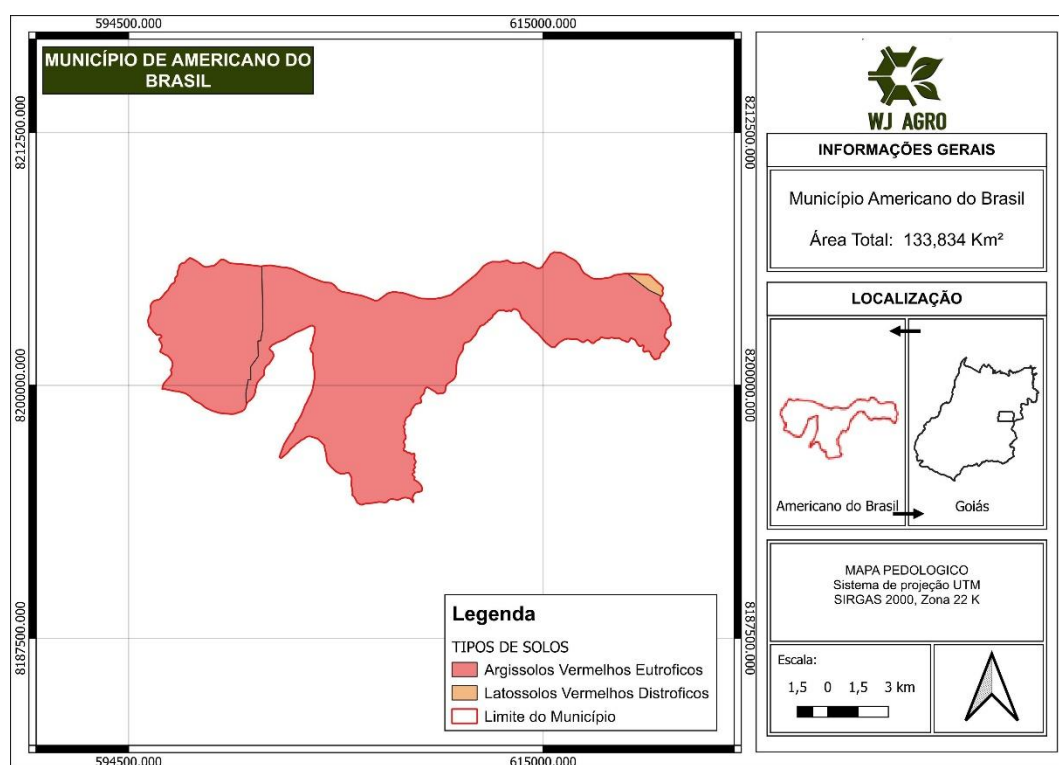 594500.000
615000.000
MUNICÍPIO DE AMERICANO DO
BRASIL
8212500.000
8212500.000
8200000.000
8200000.000
8187500.000
8187500.000
Legenda
TIPOS DE SOLOS
Argissolos Vermelhos Eutroficos
Latossolos Vermelhos Distroficos
Limite do Município
594500.000
615000.000
WJ AGRO
INFORMAÇÕES GERAIS
Município Americano do Brasil
Área Total: 133,834 Km²
LOCALIZAÇÃO
Americano do Brasil
Goiás
MAPA PEDOLOGICO
Sistema de projeção UTM
SIRGAS 2000, Zona 22 K
Escala:
1,5 0 1,5 3 km